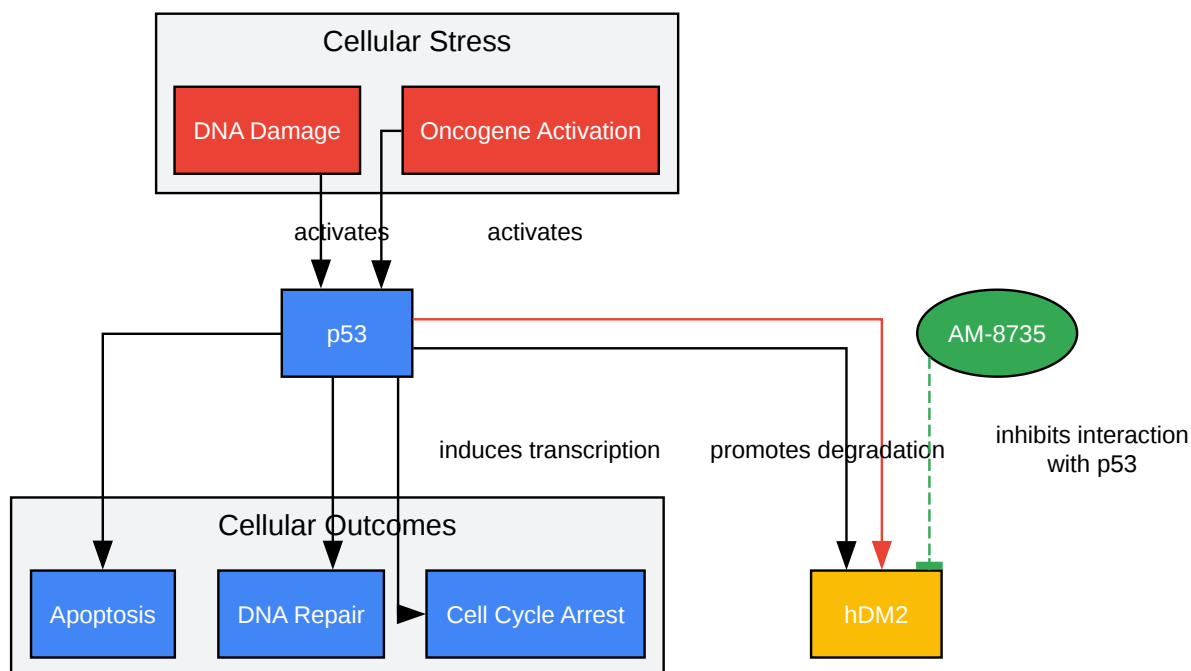 Cellular Stress
DNA Damage
Oncogene Activation
activates
activates
p53
AM-8735
induces transcription
promotes degradation
inhibits interaction
with p53
Cellular Outcomes
Apoptosis
DNA Repair
Cell Cycle Arrest
hDM2